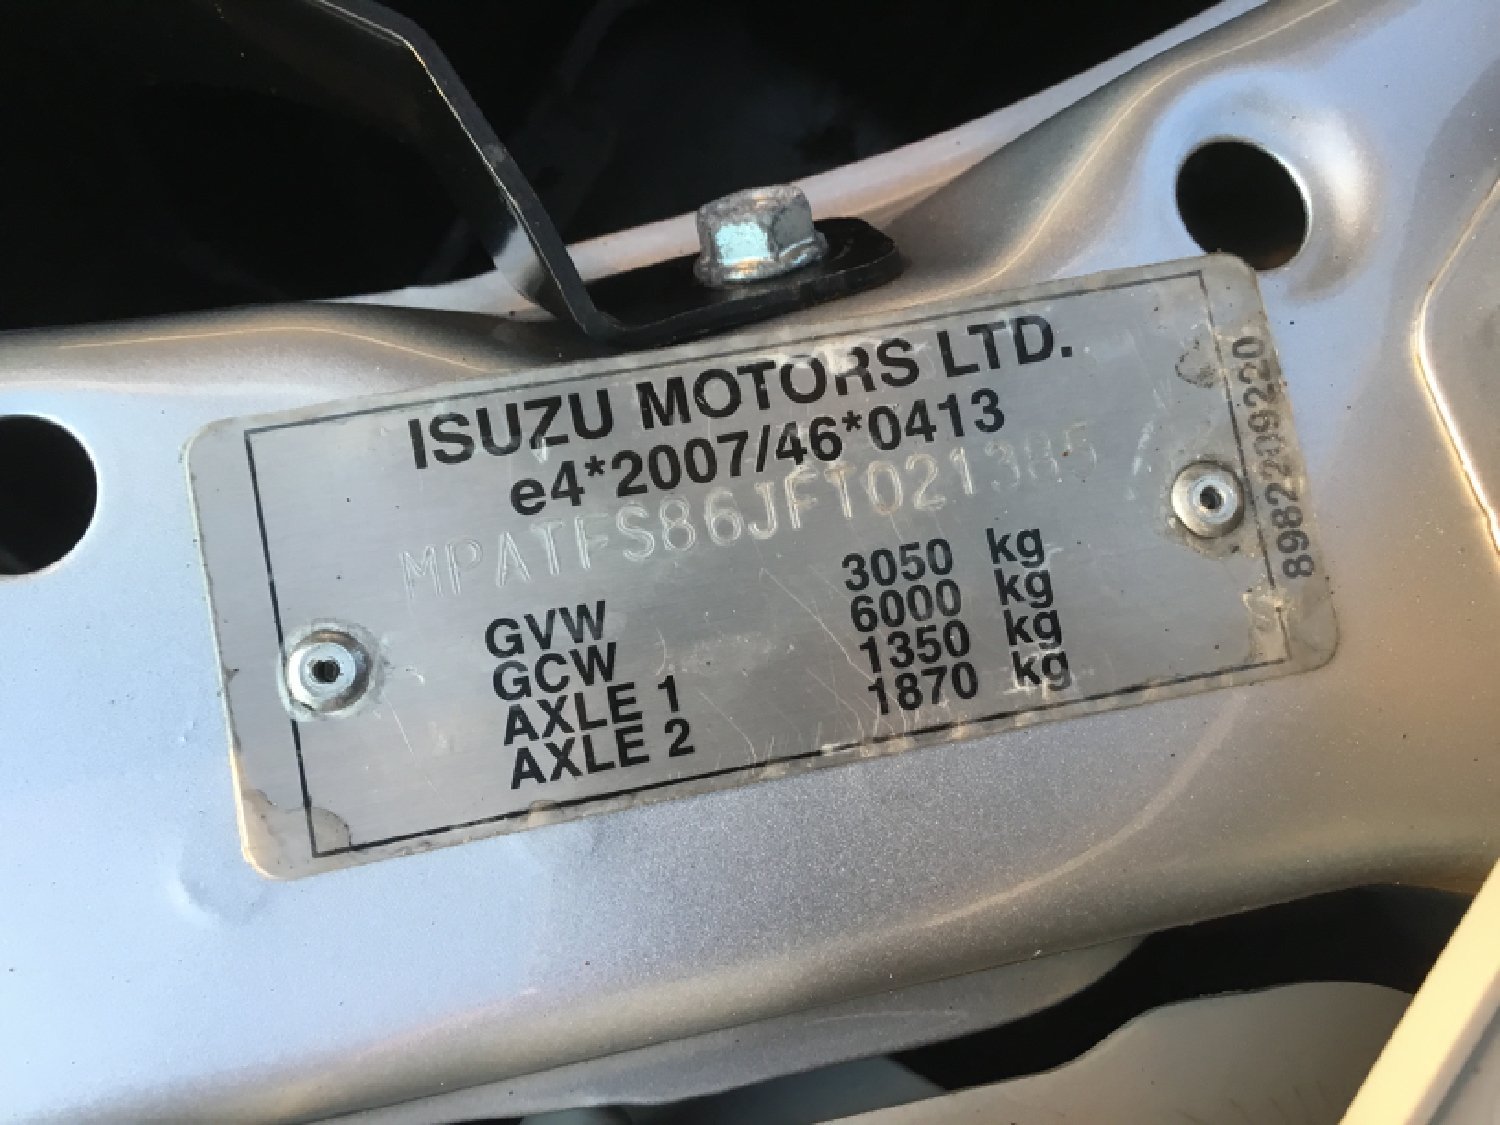 ISUZU MOTORS LTD.
e4*2007/46*0413
MPATFS86JFT021385
GVW 3050 kg
GCW 6000 kg
AXLE 1 1350 kg
AXLE 2 1870 kg
8982209220